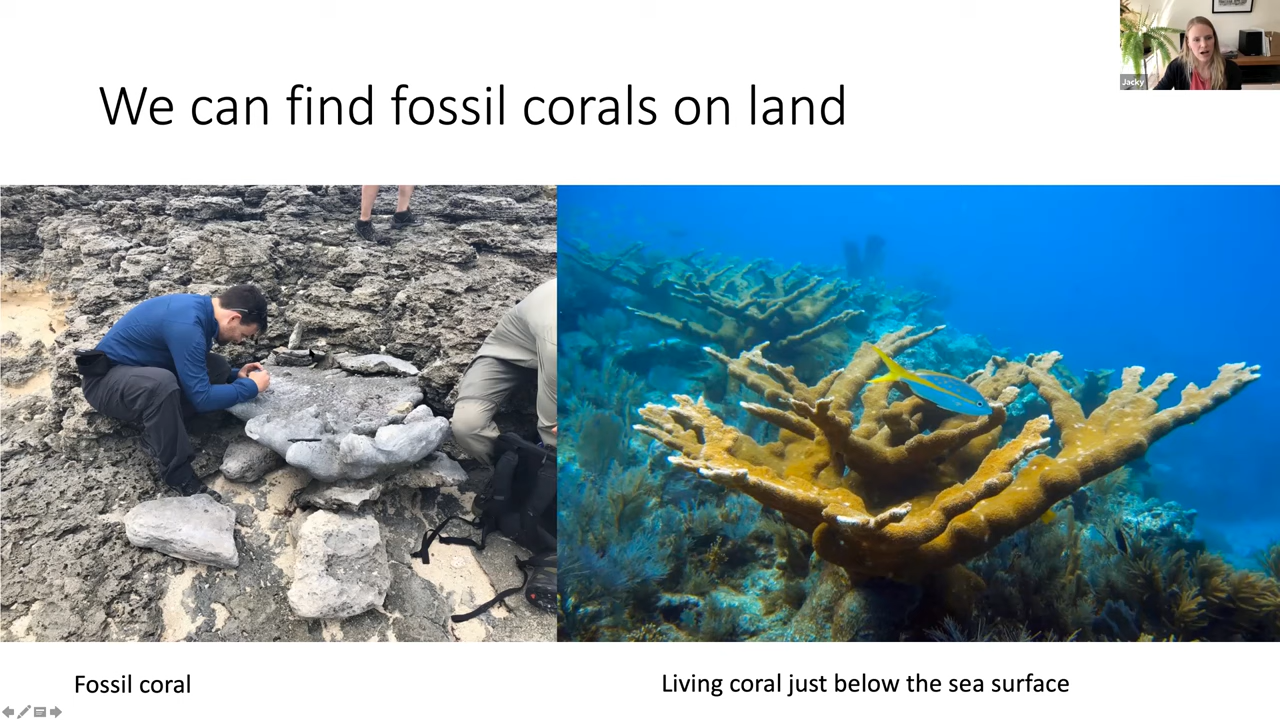 Jacky
We can find fossil corals on land
Fossil coral
Living coral just below the sea surface